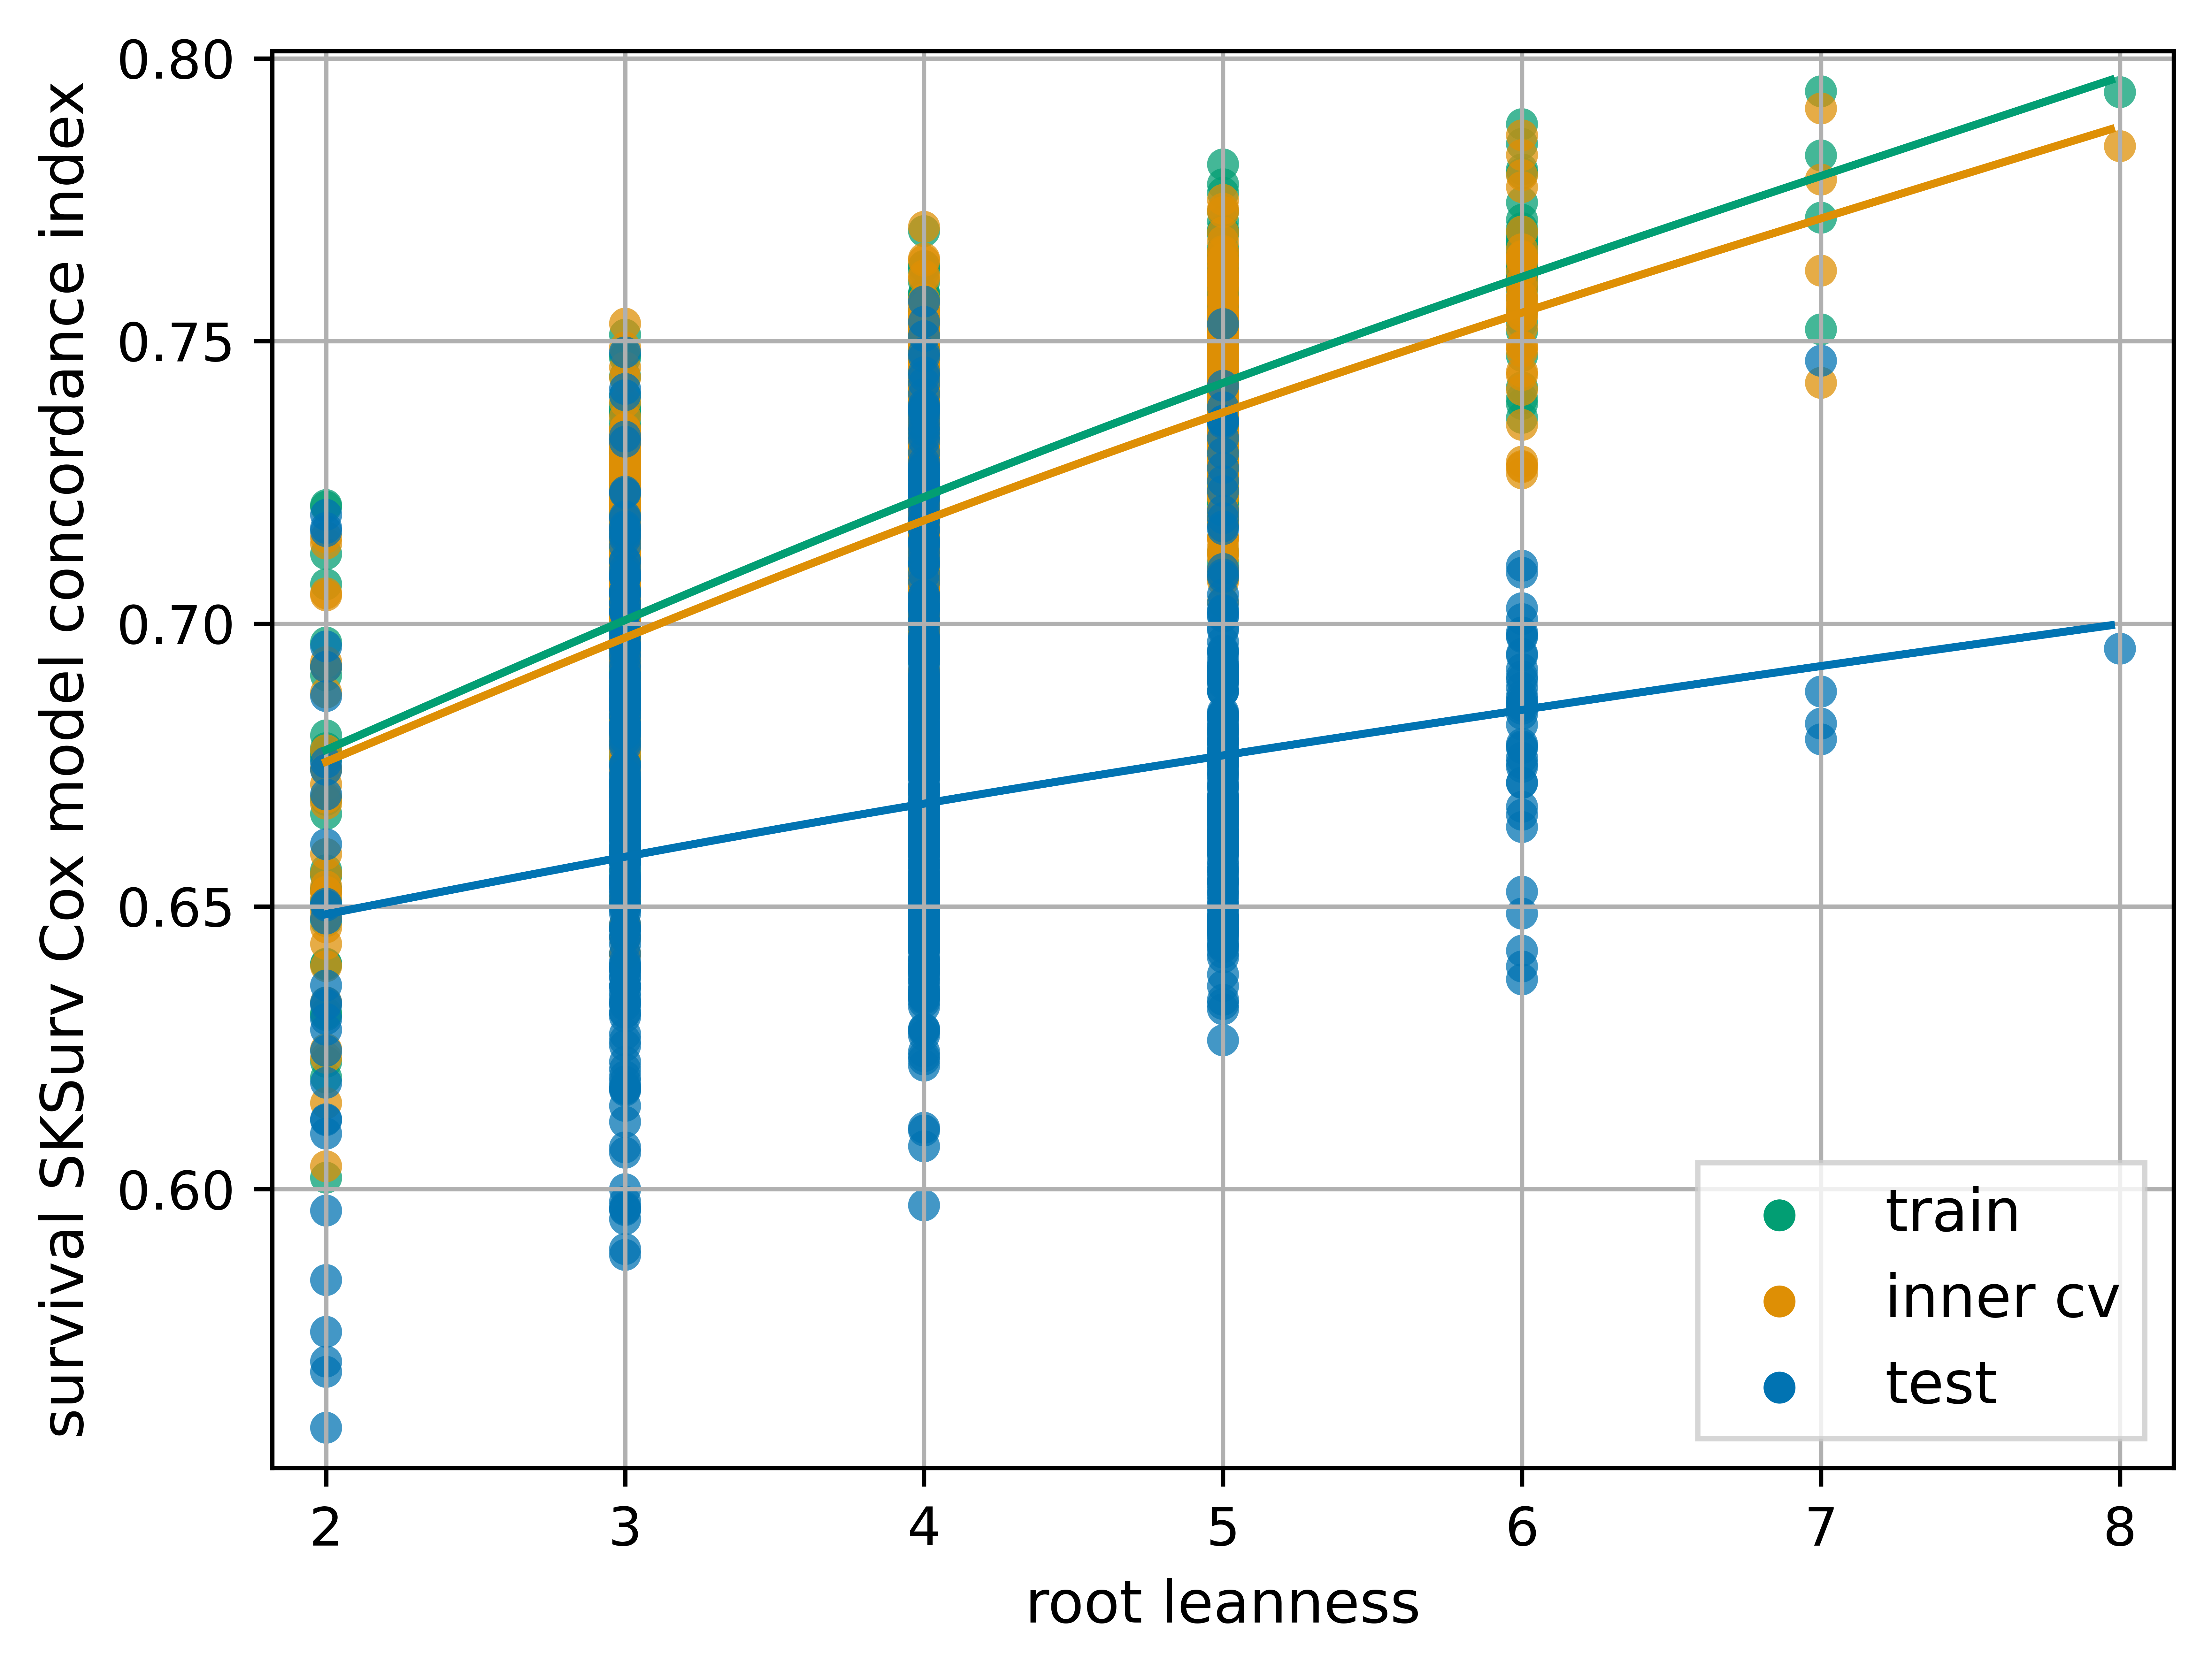 survival SKSurv Cox model concordance index
0.80
0.75
0.70
0.65
0.60
2 3 4 5 6 7 8
root leanness
train
inner cv
test